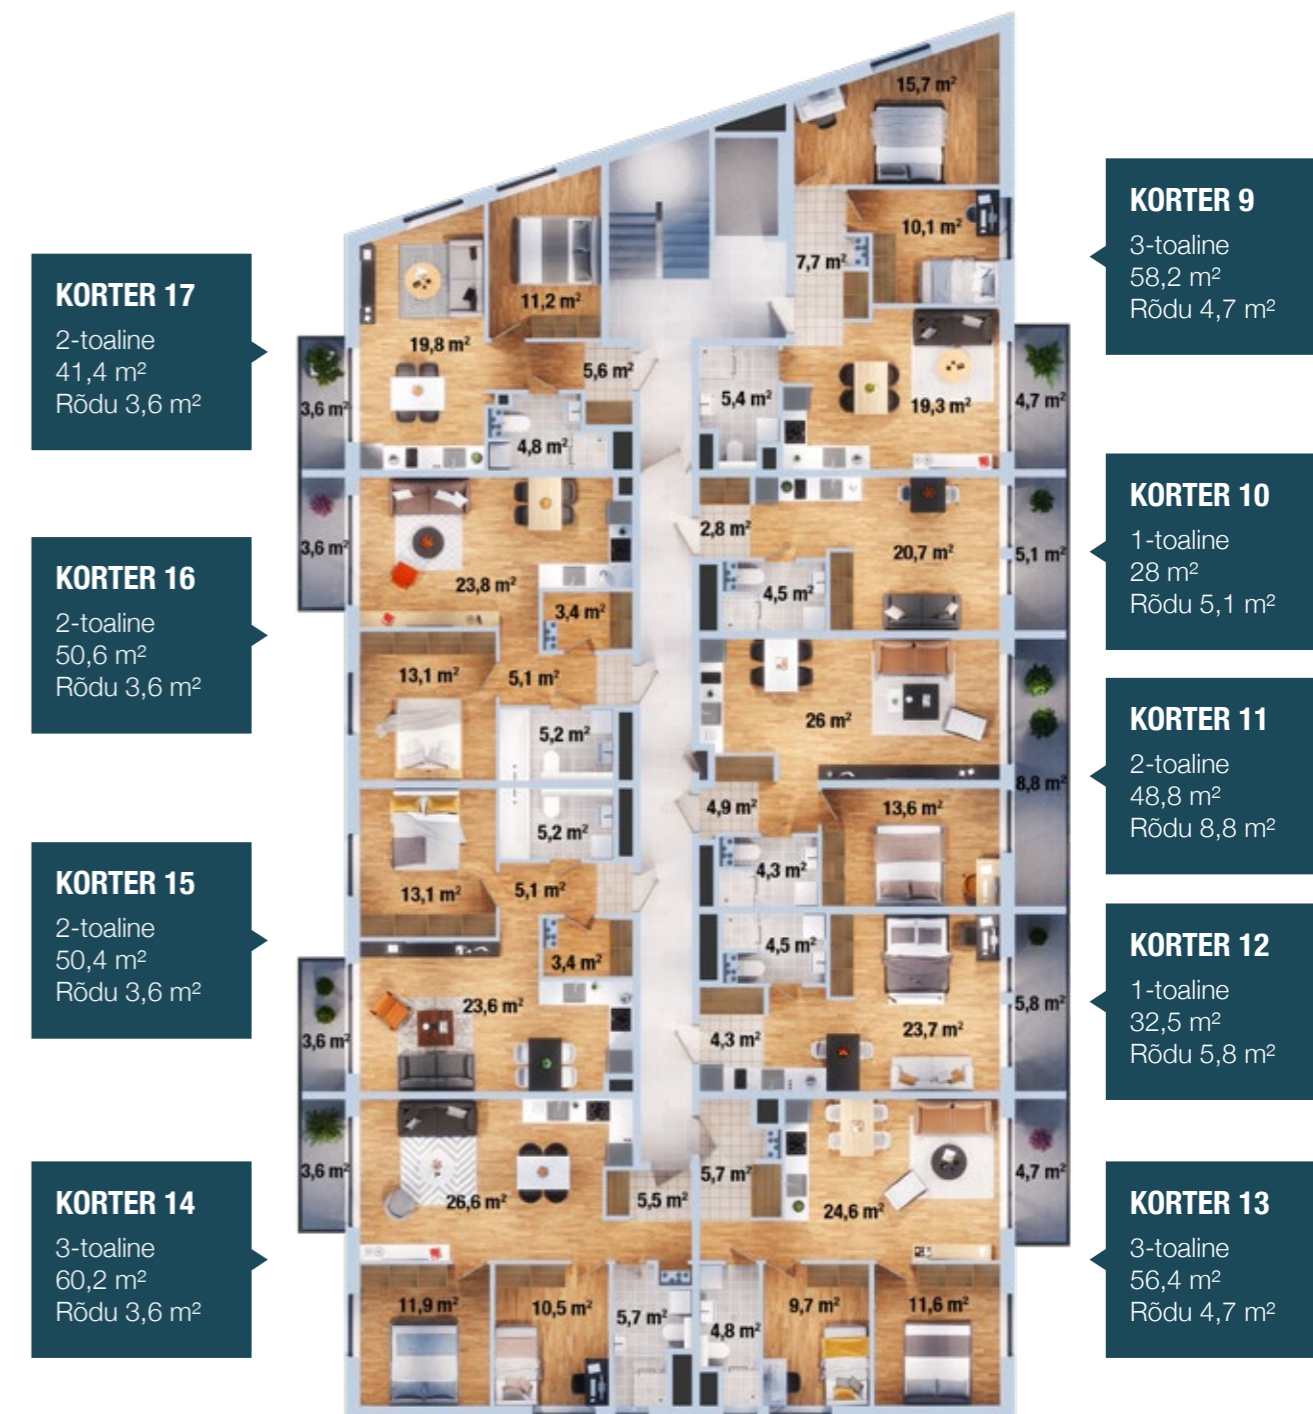 15,7 m²
10,1 m²
7,7 m²
11,2 m²
19,8 m²
5,6 m²
5,4 m²
19,3 m²
4,7 m²
3,6 m²
4,8 m²
3,6 m²
2,8 m²
20,7 m²
5,1 m²
23,8 m²
4,5 m²
3,4 m²
13,1 m²
5,1 m²
26 m²
5,2 m²
8,8 m²
4,9 m²
13,6 m²
5,2 m²
4,3 m²
13,1 m²
5,1 m²
4,5 m²
3,4 m²
23,6 m²
5,8 m²
3,6 m²
4,3 m²
23,7 m²
3,6 m²
5,7 m²
4,7 m²
26,6 m²
5,5 m²
24,6 m²
11,9 m²
10,5 m²
5,7 m²
4,8 m²
9,7 m²
11,6 m²
KORTER 17
2-toaline
41,4 m²
Rõdu 3,6 m²
KORTER 16
2-toaline
50,6 m²
Rõdu 3,6 m²
KORTER 15
2-toaline
50,4 m²
Rõdu 3,6 m²
KORTER 14
3-toaline
60,2 m²
Rõdu 3,6 m²
KORTER 9
3-toaline
58,2 m²
Rõdu 4,7 m²
KORTER 10
1-toaline
28 m²
Rõdu 5,1 m²
KORTER 11
2-toaline
48,8 m²
Rõdu 8,8 m²
KORTER 12
1-toaline
32,5 m²
Rõdu 5,8 m²
KORTER 13
3-toaline
56,4 m²
Rõdu 4,7 m²